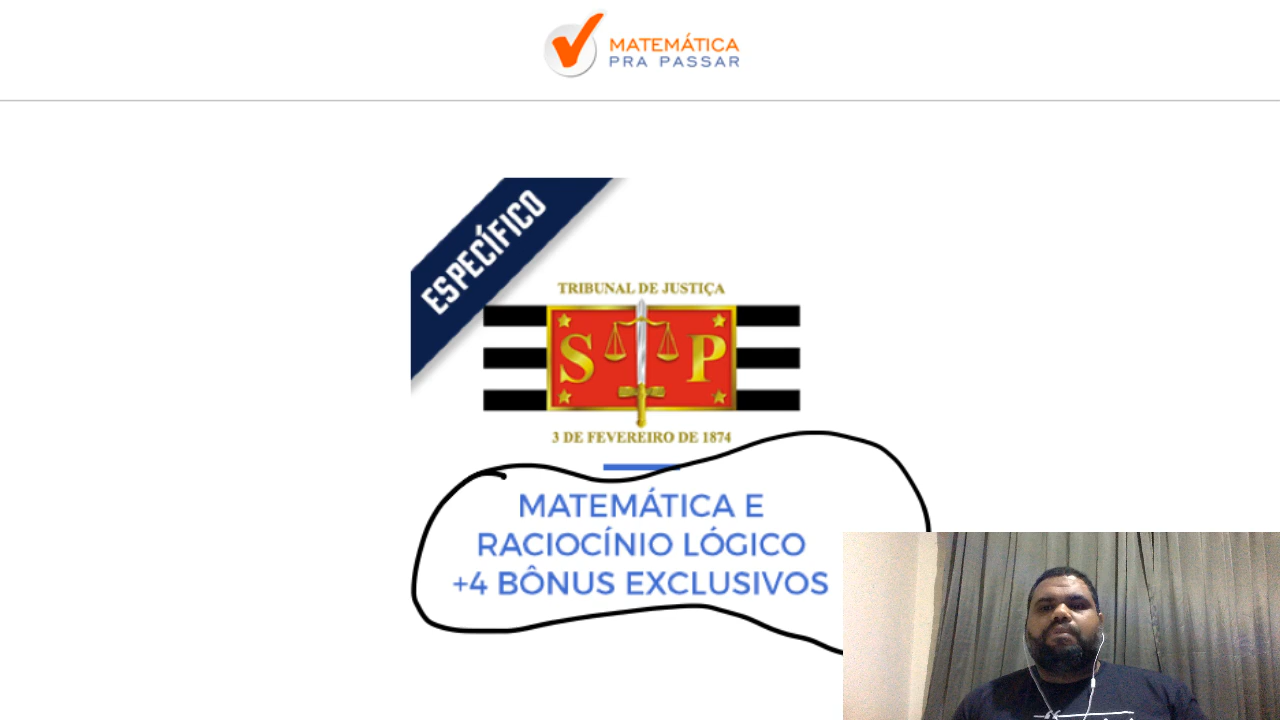 MATEMÁTICA
PRA PASSAR
ESPECÍFICO
TRIBUNAL DE JUSTIÇA
S P
3 DE FEVEREIRO DE 1874
MATEMÁTICA E
RACIOCÍNIO LÓGICO
+4 BÔNUS EXCLUSIVOS